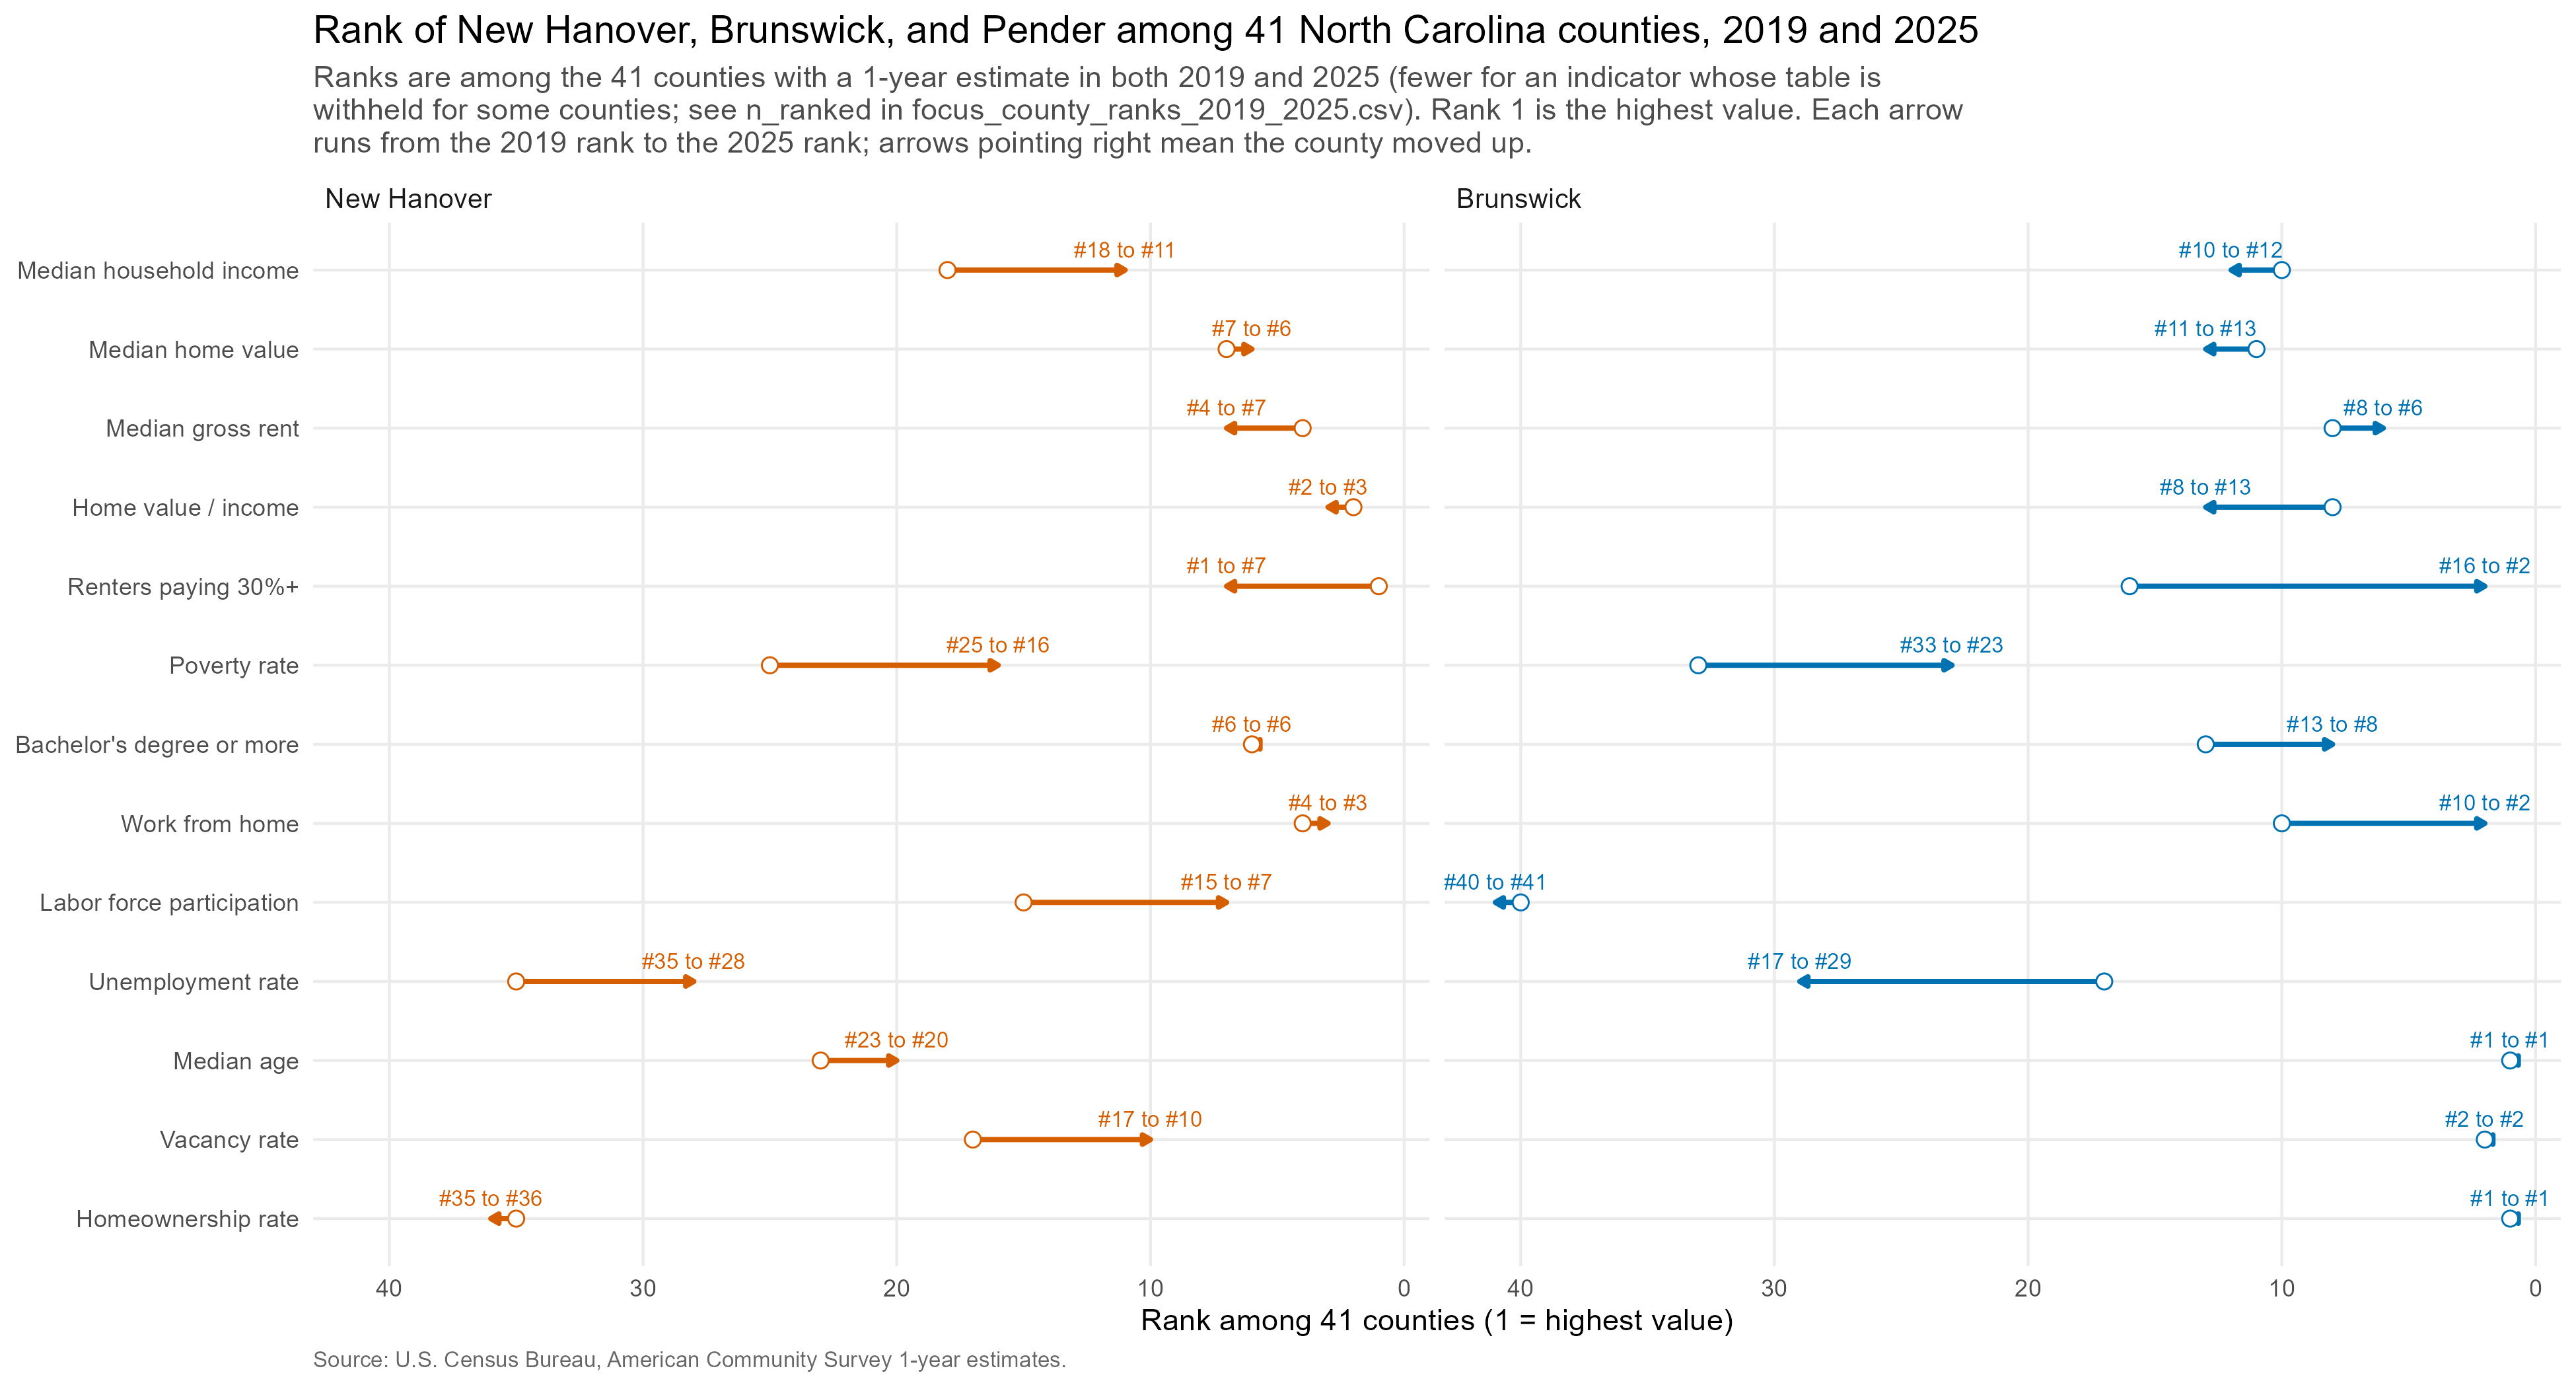 Rank of New Hanover, Brunswick, and Pender among 41 North Carolina counties, 2019 and 2025
Ranks are among the 41 counties with a 1-year estimate in both 2019 and 2025 (fewer for an indicator whose table is
withheld for some counties; see n_ranked in focus_county_ranks_2019_2025.csv). Rank 1 is the highest value. Each arrow
runs from the 2019 rank to the 2025 rank; arrows pointing right mean the county moved up.
New Hanover Brunswick
Median household income #18 to #11 #10 to #12
Median home value #7 to #6 #11 to #13
Median gross rent #4 to #7 #8 to #6
Home value / income #2 to #3 #8 to #13
Renters paying 30%+ #1 to #7 #16 to #2
Poverty rate #25 to #16 #33 to #23
Bachelor's degree or more #6 to #6 #13 to #8
Work from home #4 to #3 #10 to #2
Labor force participation #15 to #7 #40 to #41
Unemployment rate #35 to #28 #17 to #29
Median age #23 to #20 #1 to #1
Vacancy rate #17 to #10 #2 to #2
Homeownership rate #35 to #36 #1 to #1
40 30 20 10 0 40 30 20 10 0
Rank among 41 counties (1 = highest value)
Source: U.S. Census Bureau, American Community Survey 1-year estimates.